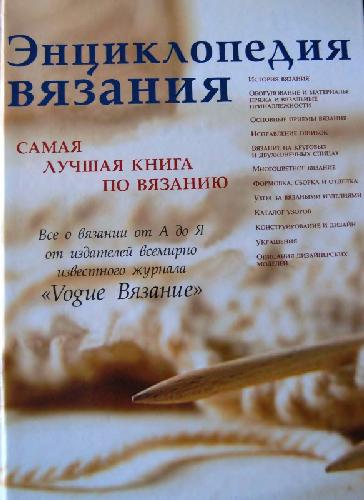 Энциклопедия
вязания
САМАЯ
ЛУЧШАЯ КНИГА
ПО ВЯЗАНИЮ
Все о вязании от А до Я
от издателей всемирно
известного журнала
«Vogue Вязание»
ИСТОРИЯ ВЯЗАНИЯ
ОБОРУДОВАНИЕ И МАТЕРИАЛЫ:
ПРЯЖА И ВЯЗАЛЬНЫЕ
ПРИНАДЛЕЖНОСТИ
ОСНОВНЫЕ ПРИЕМЫ ВЯЗАНИЯ
ИСПРАВЛЕНИЕ ОШИБОК
ВЯЗАНИЕ НА КРУГОВЫХ
И ДВУХКОНЕЧНЫХ СПИЦАХ
МНОГОЦВЕТНОЕ ВЯЗАНИЕ
ФОРМОВКА, СБОРКА И ОТДЕЛКА
УХОД ЗА ВЯЗАНЫМИ ИЗДЕЛИЯМИ
КАТАЛОГ УЗОРОВ
КОНСТРУИРОВАНИЕ И ДИЗАЙН
УКРАШЕНИЯ
ОПИСАНИЯ ДИЗАЙНЕРСКИХ
МОДЕЛЕЙ